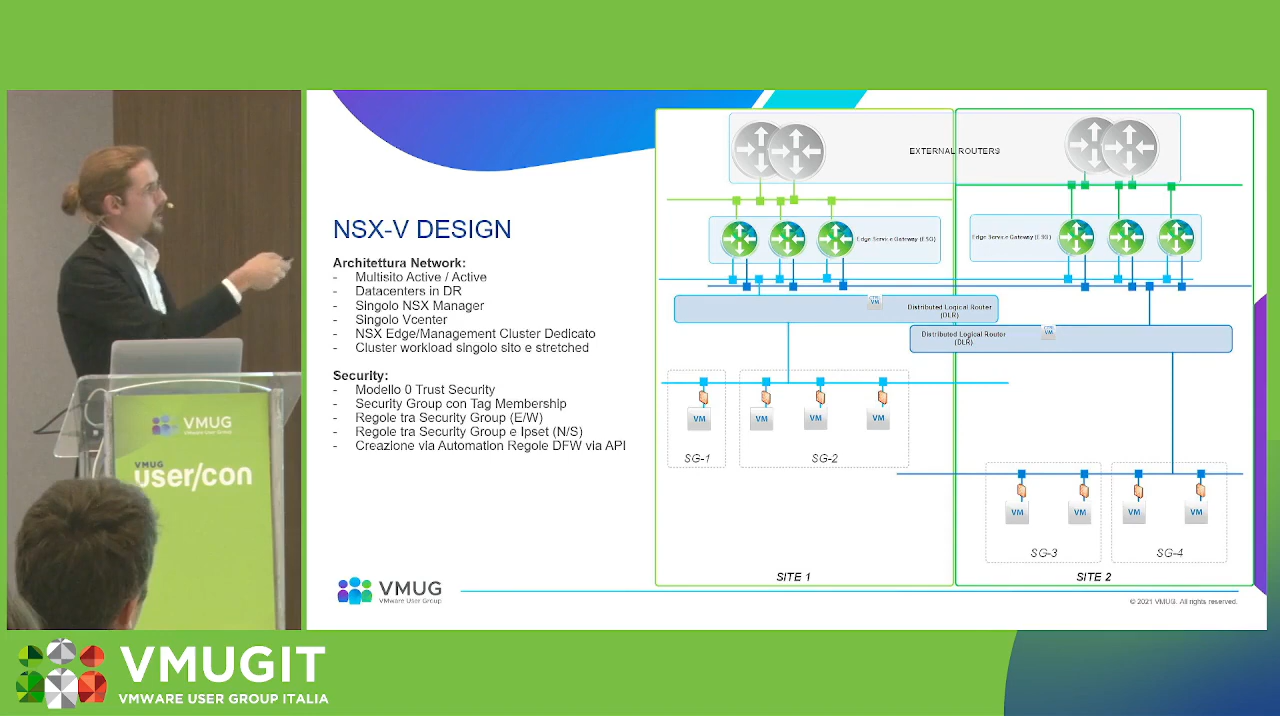 NSX-V DESIGN
Architettura Network:
- Multisito Active / Active
- Datacenters in DR
- Singolo NSX Manager
- Singolo Vcenter
- NSX Edge/Management Cluster Dedicato
- Cluster workload singolo sito e stretched
Security:
- Modello 0 Trust Security
- Security Group con Tag Membership
- Regole tra Security Group (E/W)
- Regole tra Security Group e Ipset (N/S)
- Creazione via Automation Regole DFW via API
EXTERNAL ROUTERS
Edge Service Gateway (ESG)
Edge Service Gateway (ESG)
VM
Distributed Logical Router
(DLR)
Distributed Logical Router
(DLR)
VM
VM
VM
VM
VM
SG-1
SG-2
VM
VM
VM
VM
SG-3
SG-4
SITE 1
SITE 2
VMUG
VMware User Group
© 2021 VMUG. All rights reserved.
VMUG
VMware User Group
VMUG
user/con
VMUGIT
VMWARE USER GROUP ITALIA